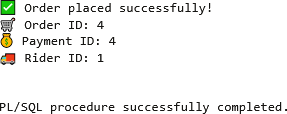 ✅ Order placed successfully!
🛒 Order ID: 4
💰 Payment ID: 4
🚚 Rider ID: 1
PL/SQL procedure successfully completed.